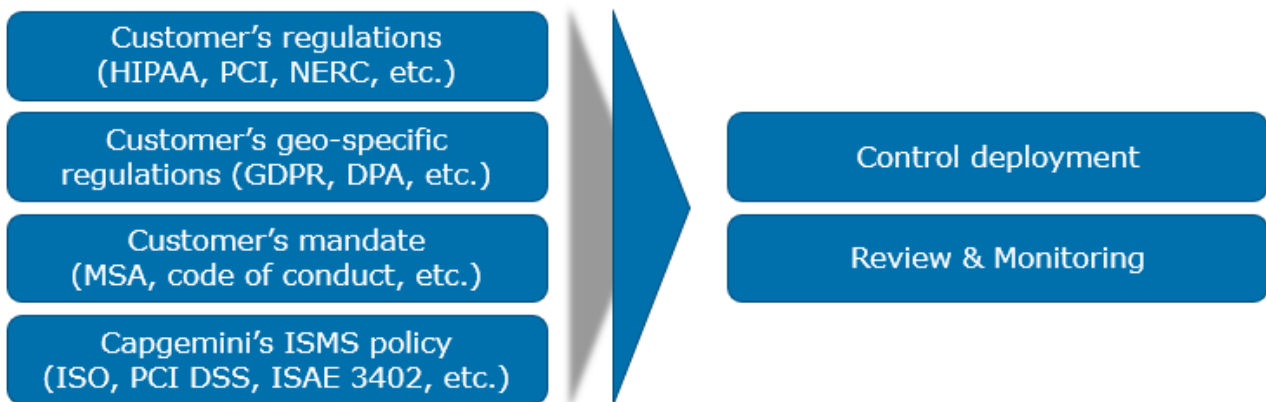 Customer’s regulations
(HIPAA, PCI, NERC, etc.)
Customer’s geo-specific
regulations (GDPR, DPA, etc.)
Customer’s mandate
(MSA, code of conduct, etc.)
Capgemini’s ISMS policy
(ISO, PCI DSS, ISAE 3402, etc.)
Control deployment
Review & Monitoring